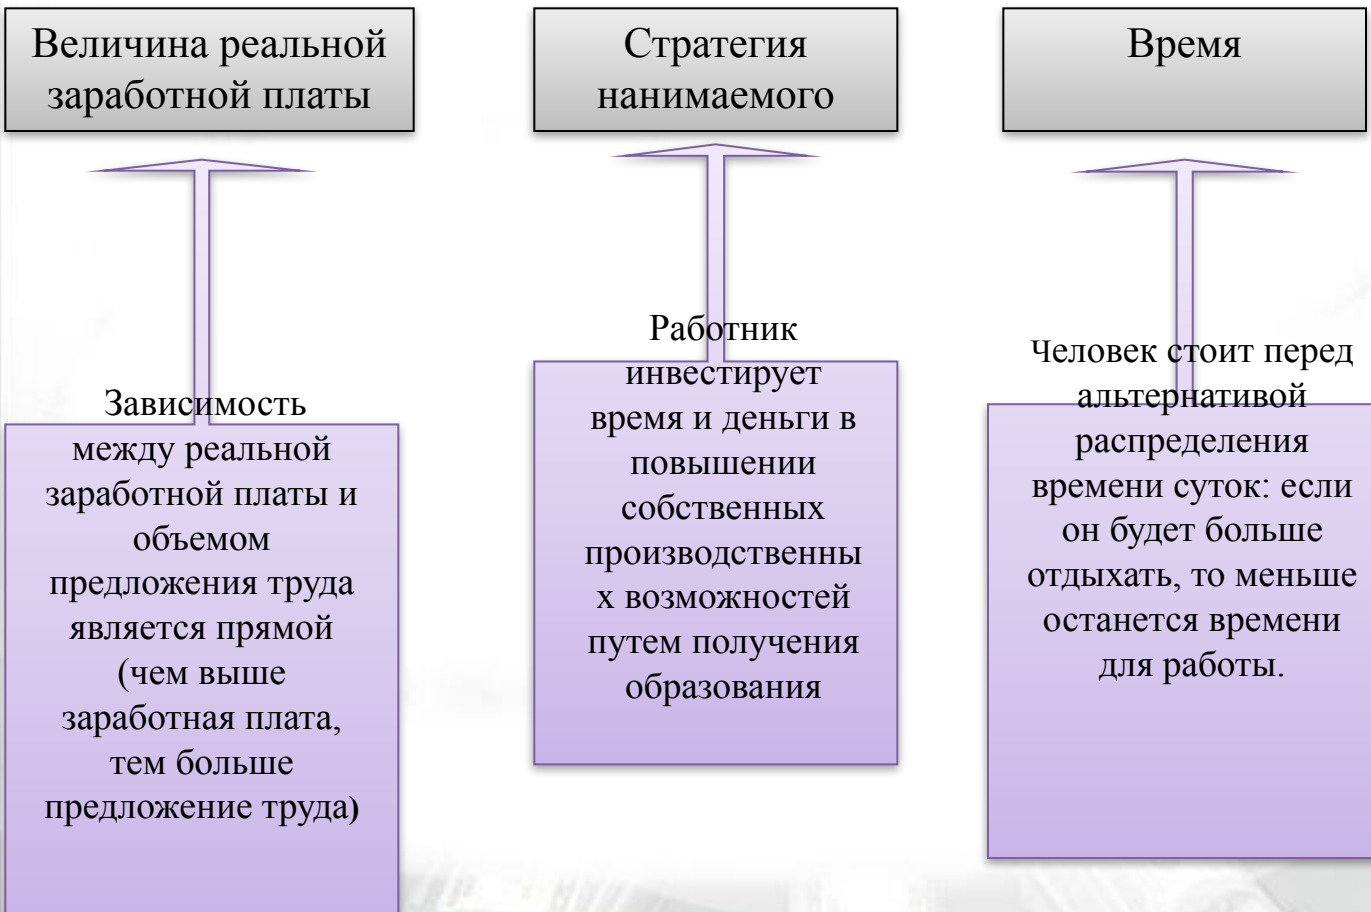 Величина реальной
заработной платы
Стратегия
нанимаемого
Время
Зависимость
между реальной
заработной платы и
объемом
предложения труда
является прямой
(чем выше
заработная плата,
тем больше
предложение труда)
Работник
инвестирует
время и деньги в
повышении
собственных
производственны
х возможностей
путем получения
образования
Человек стоит перед
альтернативой
распределения
времени суток: если
он будет больше
отдыхать, то меньше
останется времени
для работы.